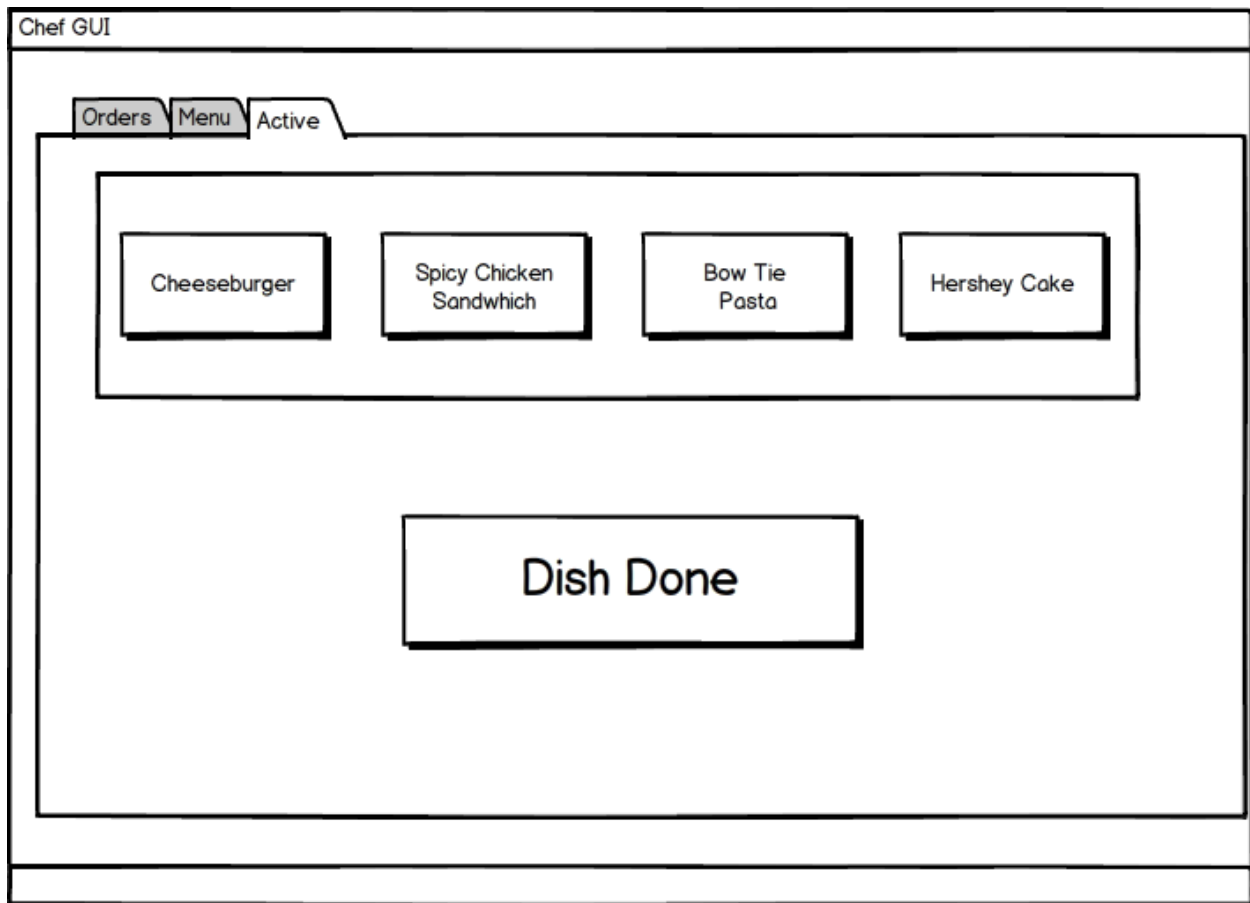 Chef GUI
Orders Menu Active
Cheeseburger
Spicy Chicken
Sandwhich
Bow Tie
Pasta
Hershey Cake
Dish Done